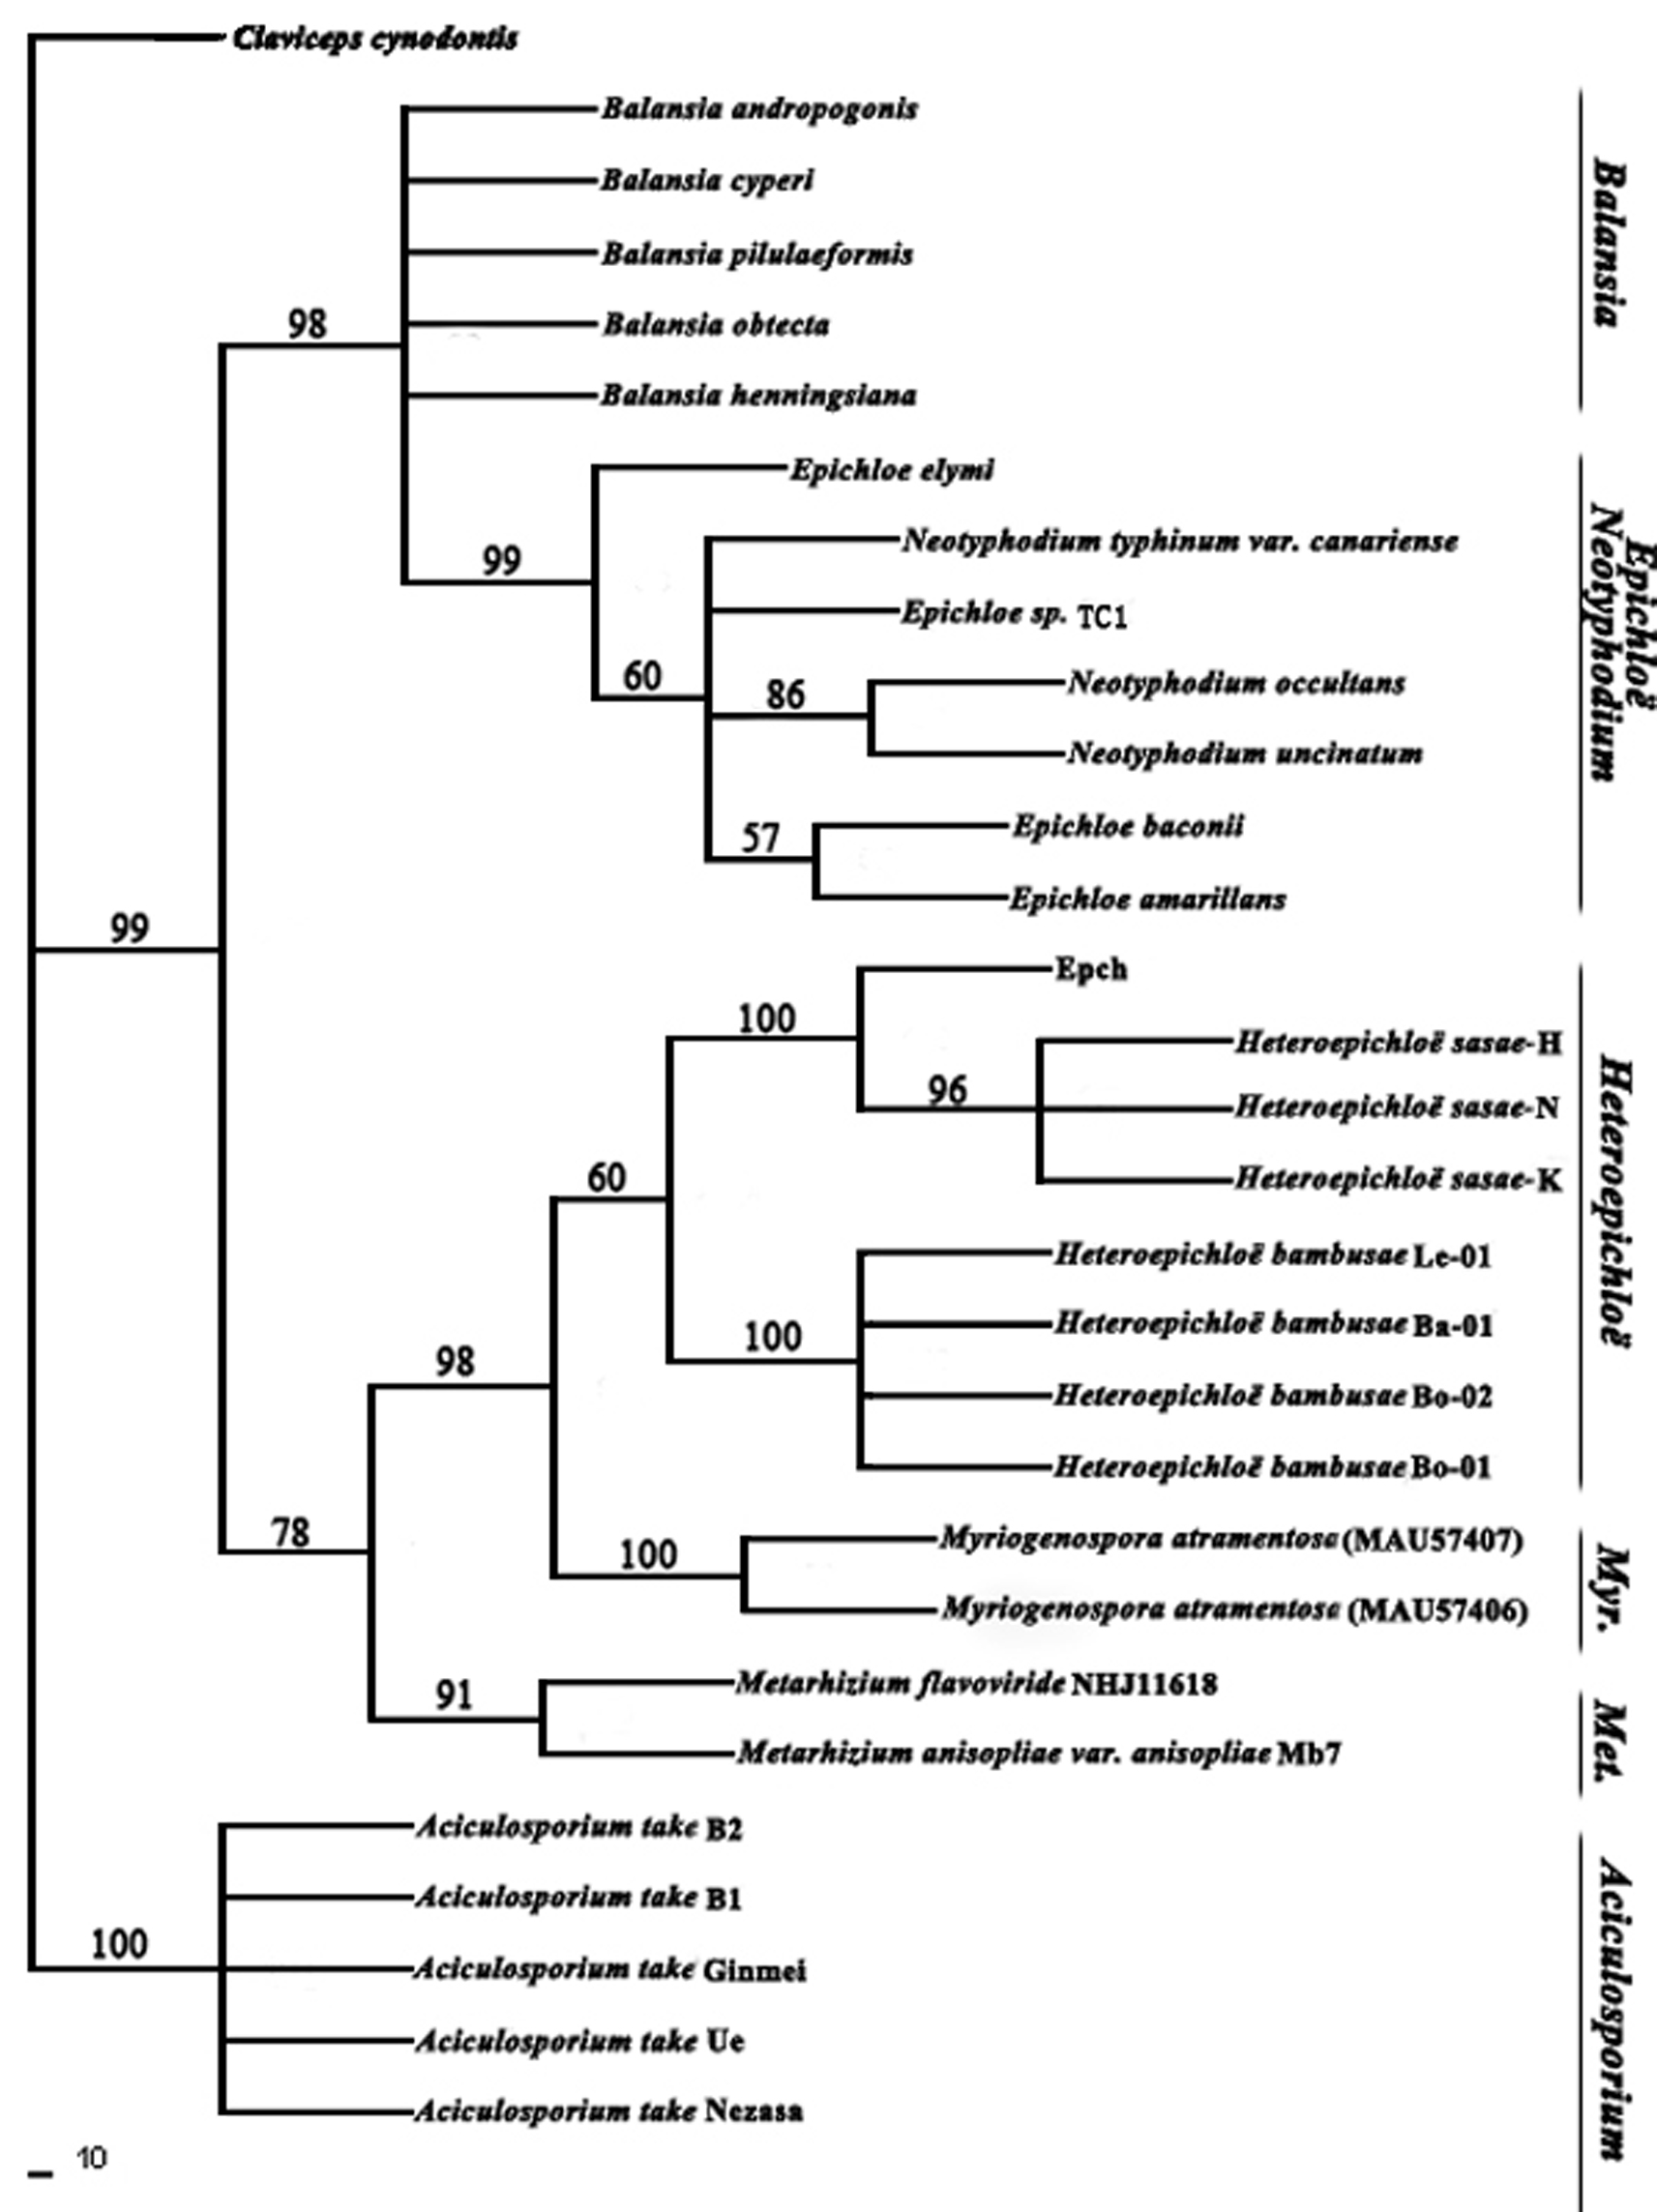 Claviceps cynodontis
Balansia andropogonis
Balansia cyperi
Balansia pilulaeformis
98
Balansia obtecta
Balansia henningsiana
Balansia
Epichloe elymi
Neotyphodium typhinum var. canariense
99
Epichloe sp. TC1
60
Neotyphodium occultans
86
Neotyphodium uncinatum
57
Epichloe baconii
Epichloe amarillans
Epichloë
Neotyphodium
99
Epch
100
Heteroepichloë sasae-H
96
Heteroepichloë sasae-N
Heteroepichloë sasae-K
60
Heteroepichloë bambusae Le-01
Heteroepichloë bambusae Ba-01
100
98
Heteroepichloë bambusae Bo-02
Heteroepichloë bambusae Bo-01
Heteroepichloë
78
Myriogenospora atramentosa (MAU57407)
100
Myriogenospora atramentosa (MAU57406)
Myr.
Metarhizium flavoviride NHJ11618
91
Metarhizium anisopliae var. anisopliae Mb7
Met.
Aciculosporium take B2
Aciculosporium take B1
100
Aciculosporium take Ginmei
Aciculosporium take Ue
Aciculosporium take Nezasa
Aciculosporium
10